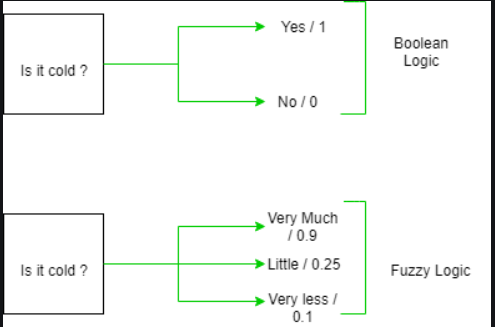 Is it cold ?
Yes / 1
No / 0
Boolean
Logic
Is it cold ?
Very Much
/ 0.9
Little / 0.25
Very less /
0.1
Fuzzy Logic